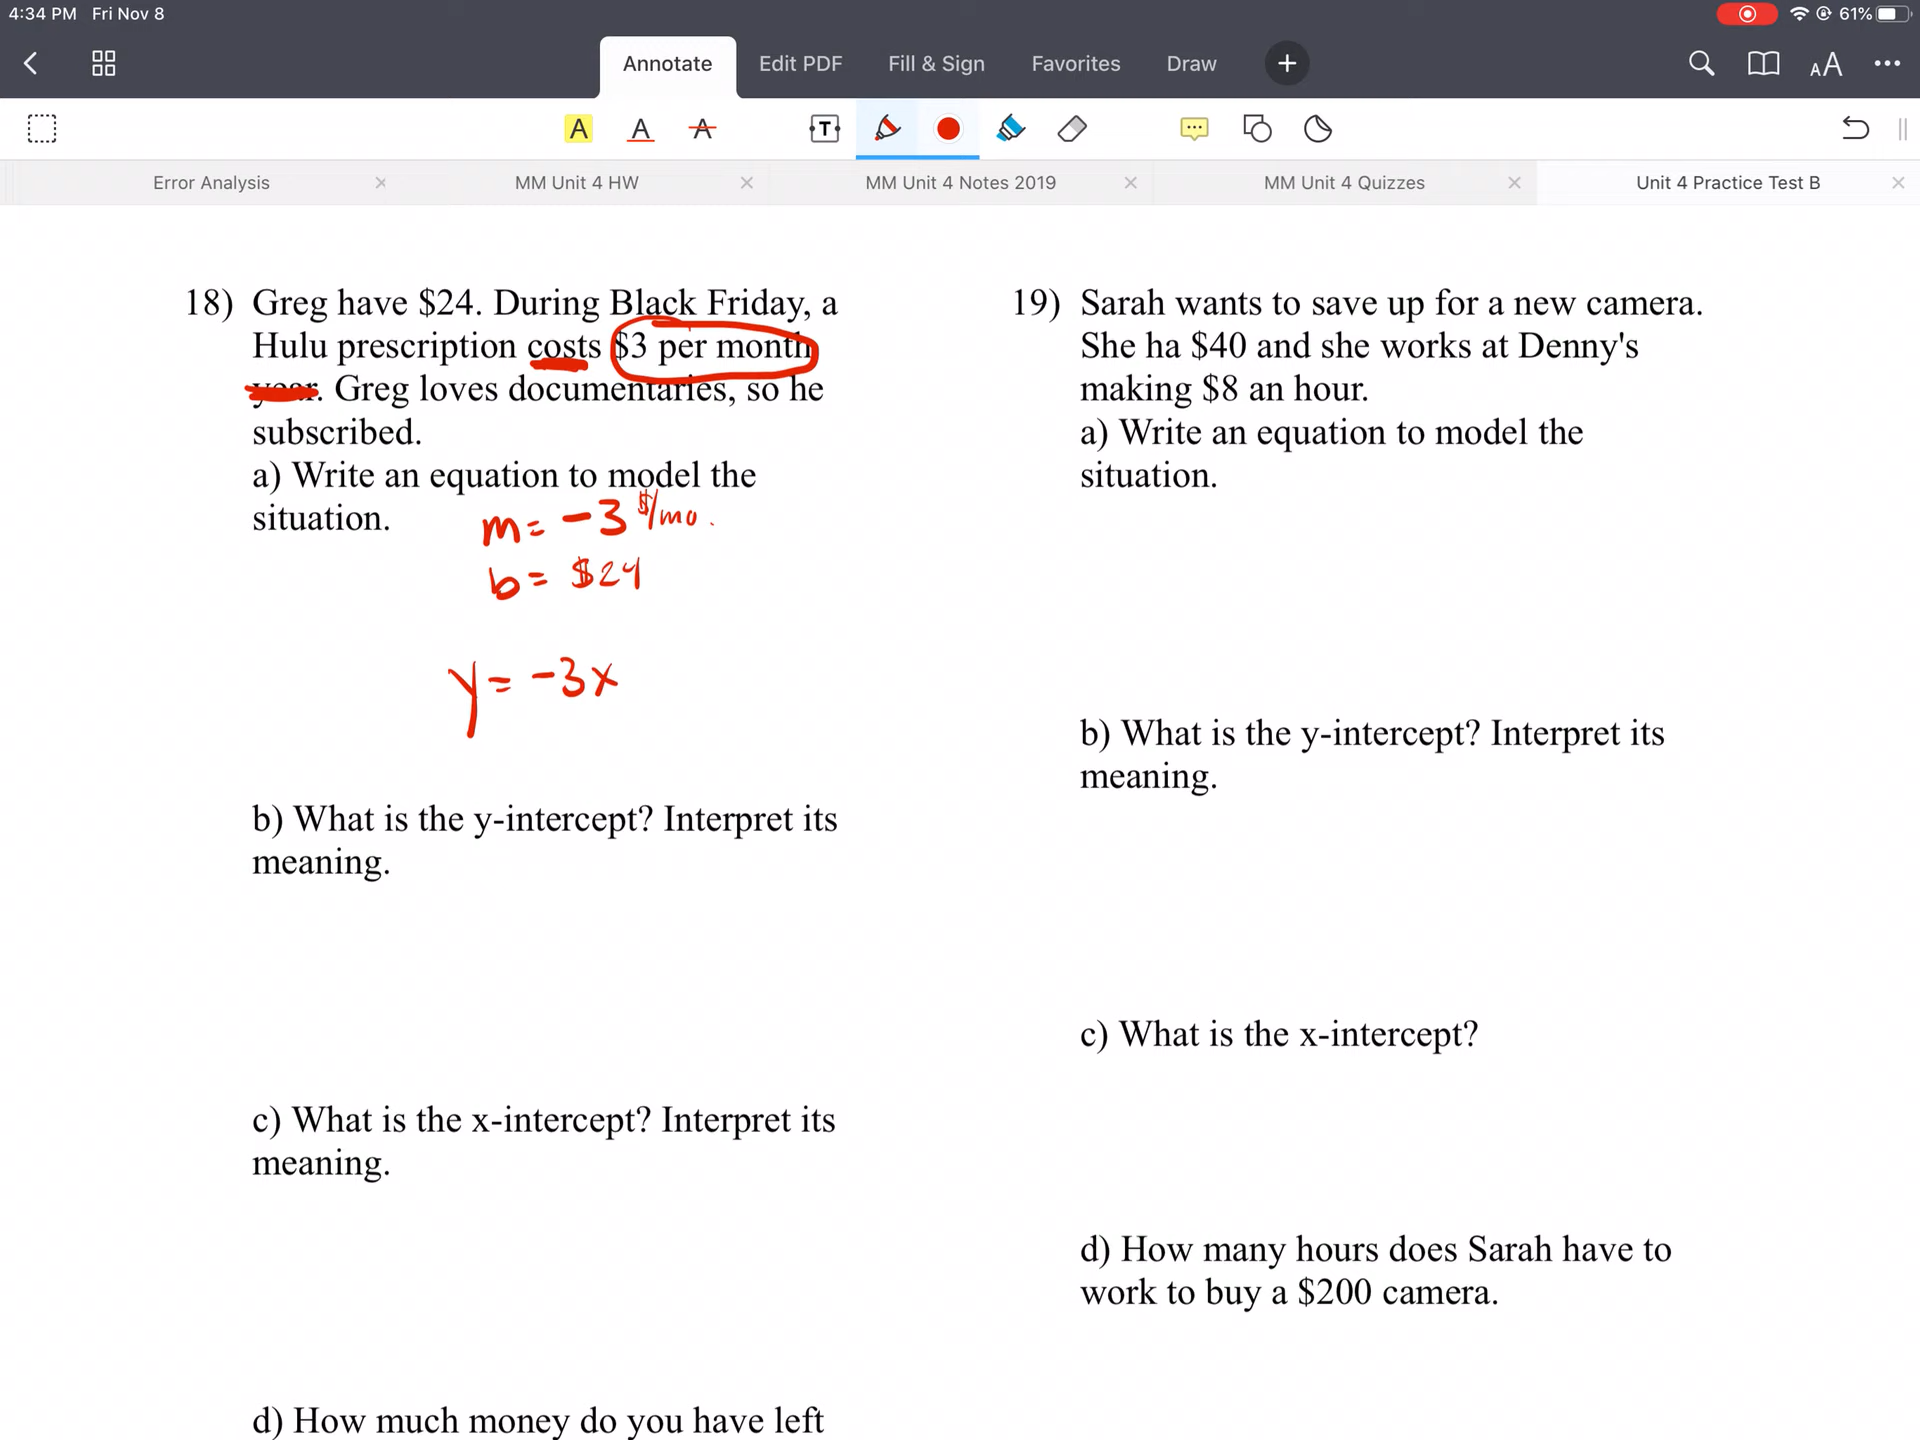 4:34 PM Fri Nov 8
61%
Annotate Edit PDF Fill & Sign Favorites Draw
AA
A A A T
Error Analysis MM Unit 4 HW MM Unit 4 Notes 2019 MM Unit 4 Quizzes Unit 4 Practice Test B
18) Greg have $24. During Black Friday, a
Hulu prescription costs $3 per month
year. Greg loves documentaries, so he
subscribed.
a) Write an equation to model the
situation.
m = -3 $/mo.
b = $24
y = -3x
b) What is the y-intercept? Interpret its
meaning.
c) What is the x-intercept? Interpret its
meaning.
d) How much money do you have left
19) Sarah wants to save up for a new camera.
She ha $40 and she works at Denny's
making $8 an hour.
a) Write an equation to model the
situation.
b) What is the y-intercept? Interpret its
meaning.
c) What is the x-intercept?
d) How many hours does Sarah have to
work to buy a $200 camera.